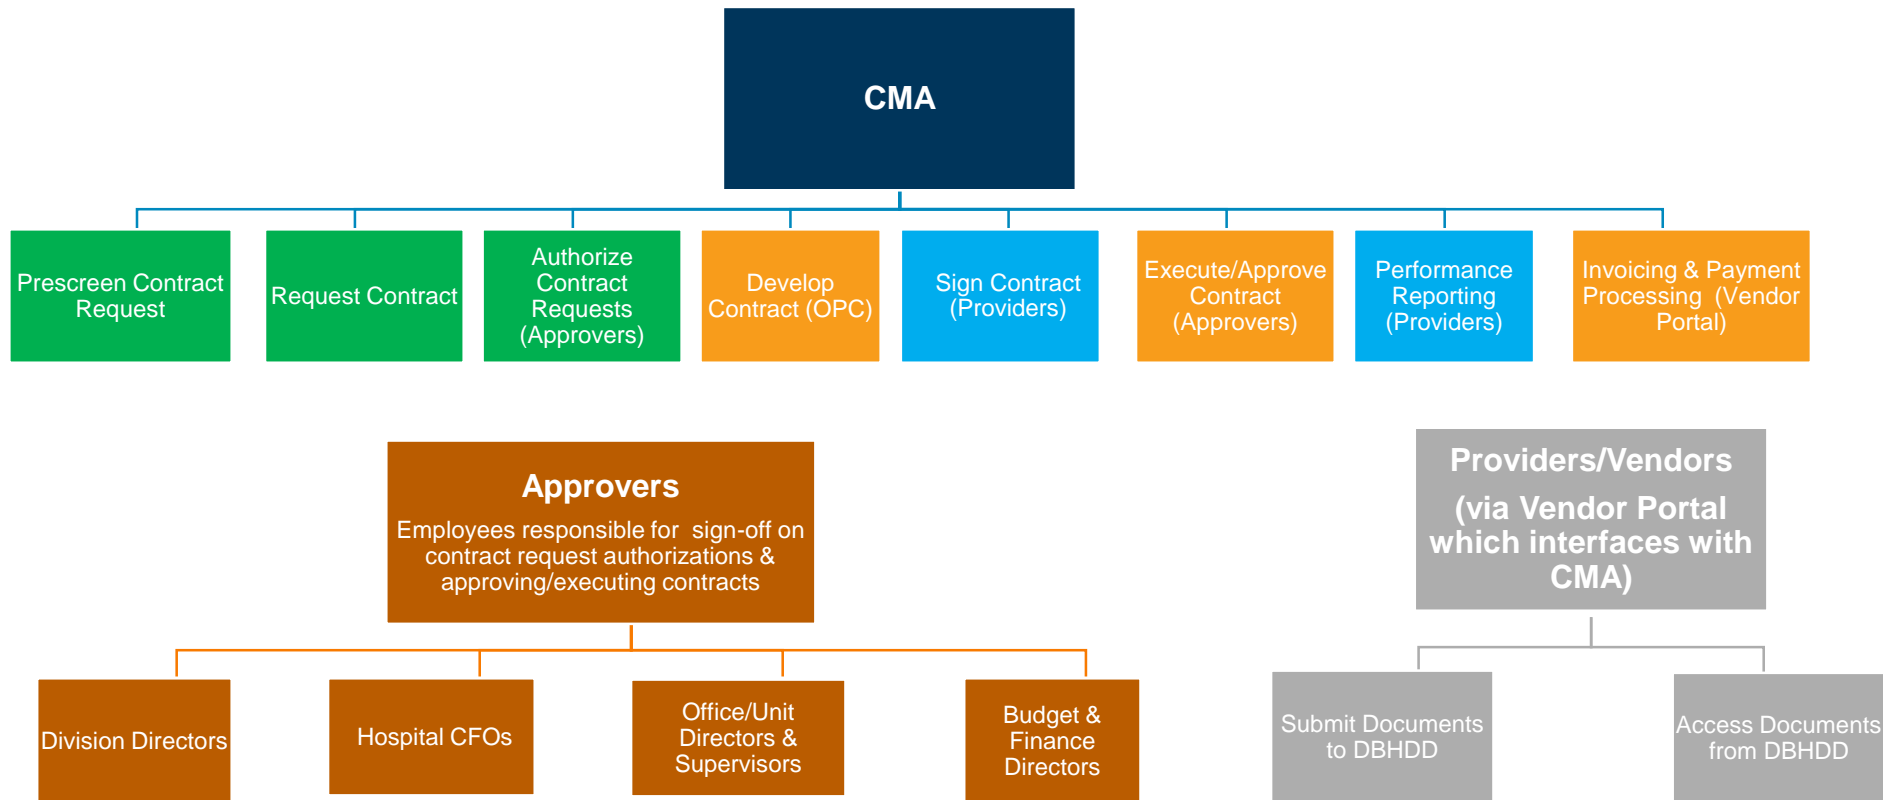 CMA
Prescreen Contract
Request
Request Contract
Authorize
Contract
Requests
(Approvers)
Develop
Contract (OPC)
Sign Contract
(Providers)
Execute/Approve
Contract
(Approvers)
Performance
Reporting
(Providers)
Invoicing & Payment
Processing (Vendor
Portal)
Approvers
Employees responsible for sign-off on
contract request authorizations &
approving/executing contracts
Division Directors
Hospital CFOs
Office/Unit
Directors &
Supervisors
Budget &
Finance
Directors
Providers/Vendors
(via Vendor Portal
which interfaces with
CMA)
Submit Documents
to DBHDD
Access Documents
from DBHDD